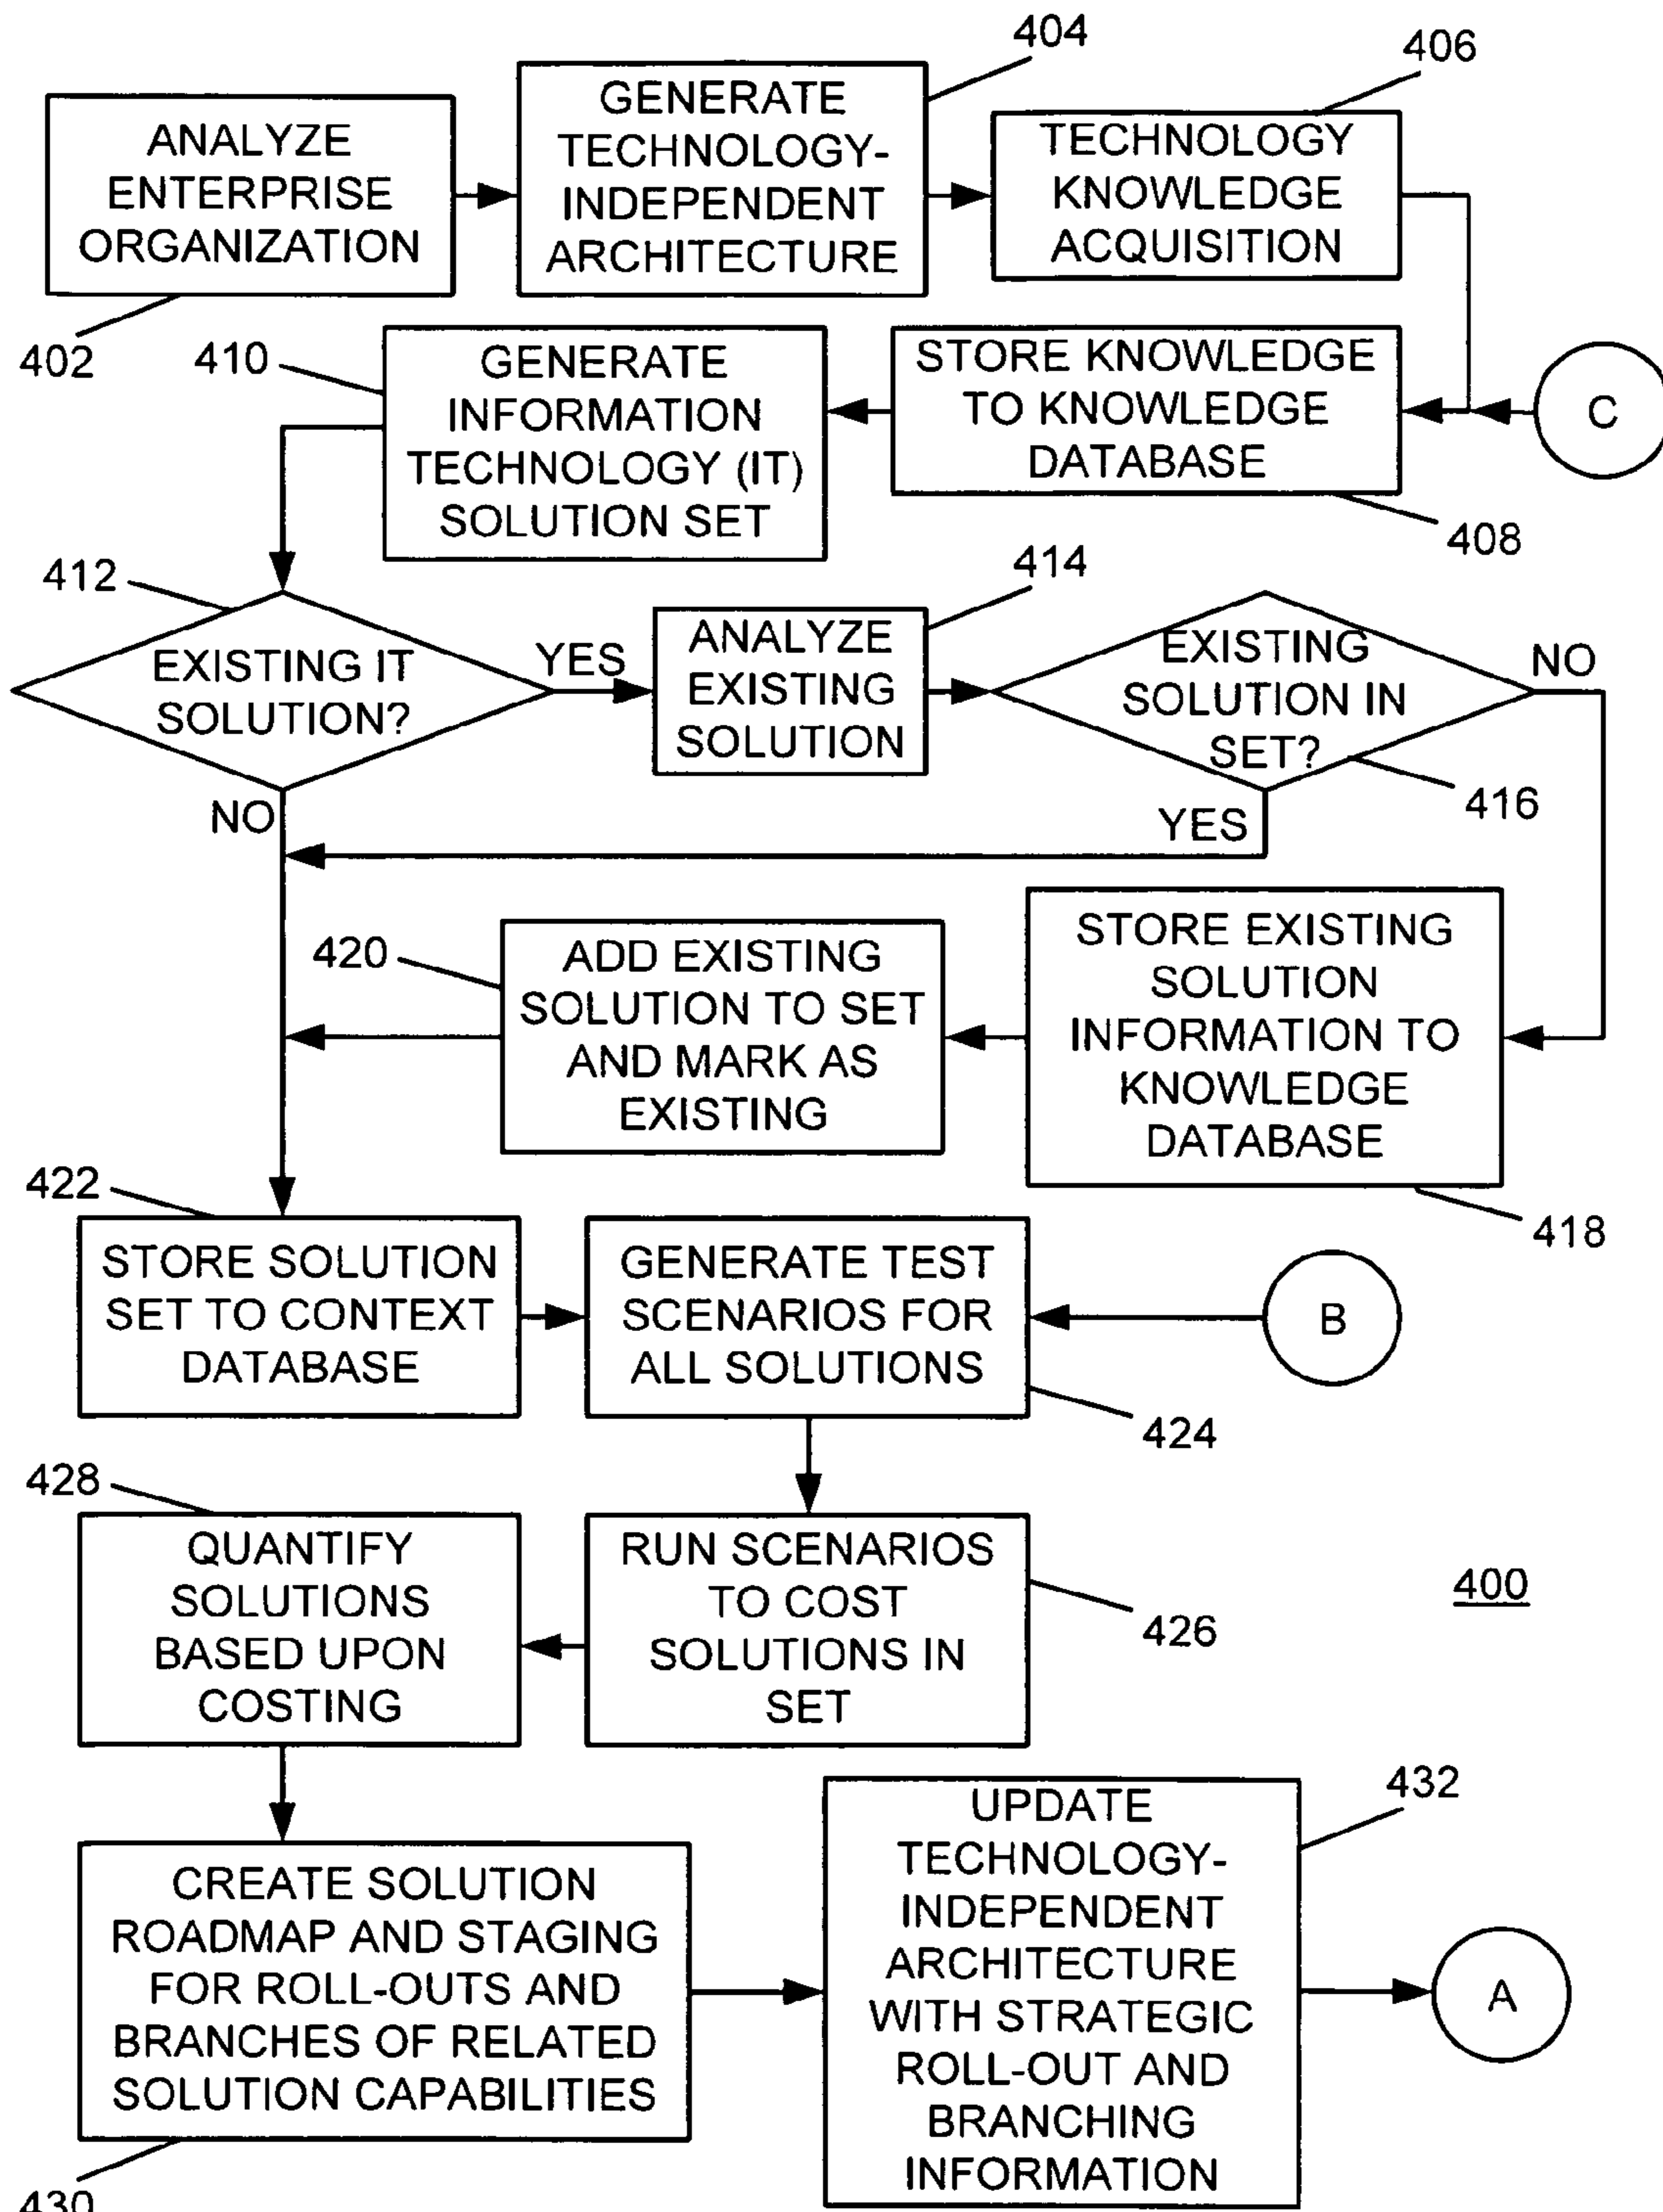 404
406
ANALYZE
ENTERPRISE
ORGANIZATION
GENERATE
TECHNOLOGY-
INDEPENDENT
ARCHITECTURE
TECHNOLOGY
KNOWLEDGE
ACQUISITION
402
410
GENERATE
INFORMATION
TECHNOLOGY (IT)
SOLUTION SET
STORE KNOWLEDGE
TO KNOWLEDGE
DATABASE
C
408
412
414
EXISTING IT
SOLUTION?
YES
ANALYZE
EXISTING
SOLUTION
EXISTING
SOLUTION IN
SET?
NO
416
NO
YES
420
ADD EXISTING
SOLUTION TO SET
AND MARK AS
EXISTING
STORE EXISTING
SOLUTION
INFORMATION TO
KNOWLEDGE
DATABASE
418
422
STORE SOLUTION
SET TO CONTEXT
DATABASE
GENERATE TEST
SCENARIOS FOR
ALL SOLUTIONS
B
424
428
QUANTIFY
SOLUTIONS
BASED UPON
COSTING
RUN SCENARIOS
TO COST
SOLUTIONS IN
SET
426
400
432
CREATE SOLUTION
ROADMAP AND STAGING
FOR ROLL-OUTS AND
BRANCHES OF RELATED
SOLUTION CAPABILITIES
UPDATE
TECHNOLOGY-
INDEPENDENT
ARCHITECTURE
WITH STRATEGIC
ROLL-OUT AND
BRANCHING
INFORMATION
A
430